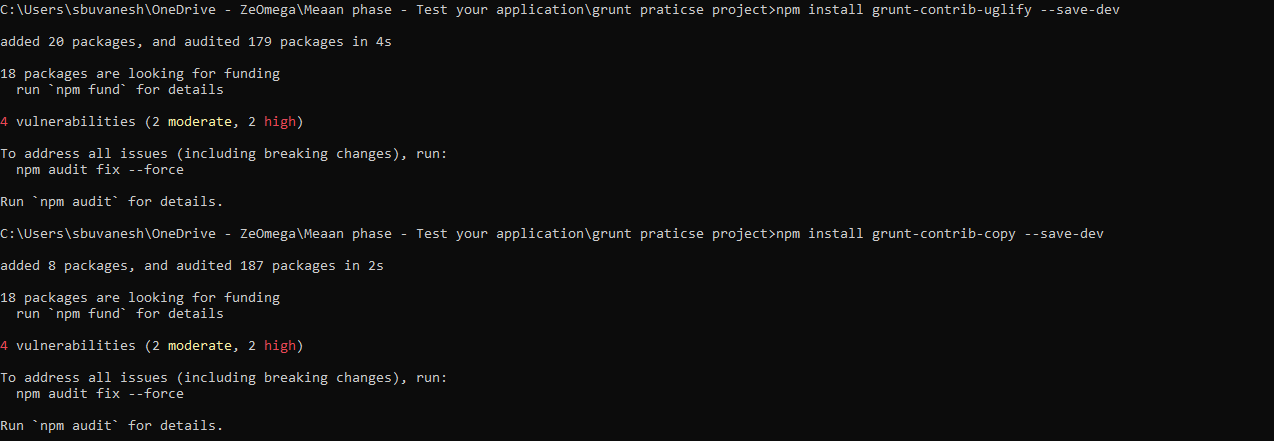 C:\Users\sbuvanesh\OneDrive - ZeOmega\Meaan phase - Test your application\grunt praticse project>npm install grunt-contrib-uglify --save-dev
added 20 packages, and audited 179 packages in 4s
18 packages are looking for funding
  run `npm fund` for details
4 vulnerabilities (2 moderate, 2 high)
To address all issues (including breaking changes), run:
  npm audit fix --force
Run `npm audit` for details.
C:\Users\sbuvanesh\OneDrive - ZeOmega\Meaan phase - Test your application\grunt praticse project>npm install grunt-contrib-copy --save-dev
added 8 packages, and audited 187 packages in 2s
18 packages are looking for funding
  run `npm fund` for details
4 vulnerabilities (2 moderate, 2 high)
To address all issues (including breaking changes), run:
  npm audit fix --force
Run `npm audit` for details.